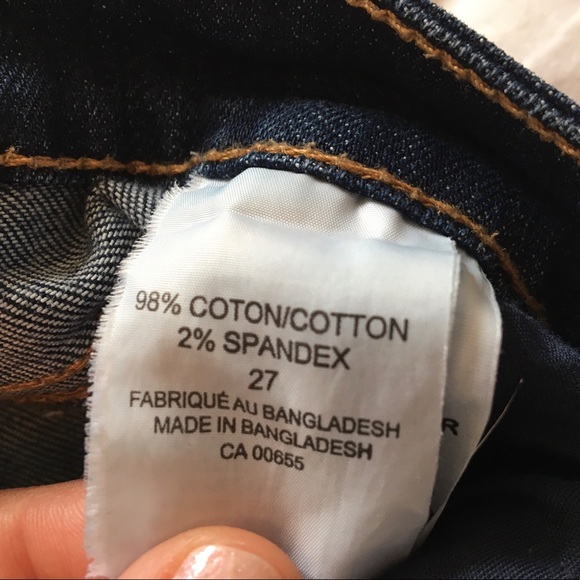 98% COTON/COTTON
2% SPANDEX
27
FABRIQUÉ AU BANGLADESH
MADE IN BANGLADESH
CA 00655
R